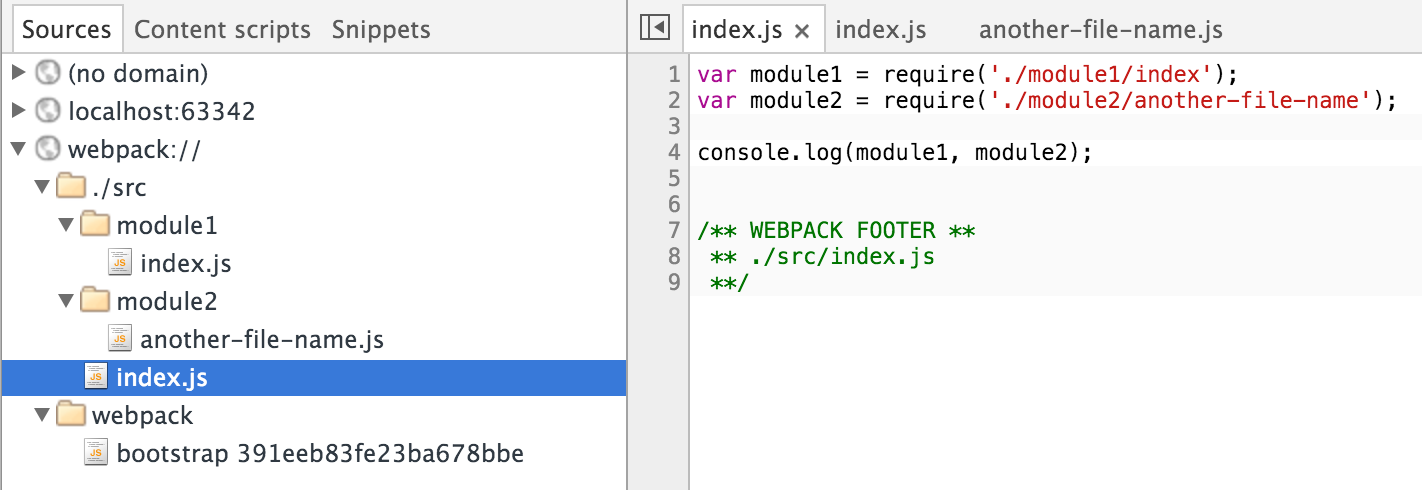 Sources Content scripts Snippets
(no domain)
localhost:63342
webpack://
./src
module1
index.js
module2
another-file-name.js
index.js
webpack
bootstrap 391eeb83fe23ba678bbe
index.js × index.js another-file-name.js
1 var module1 = require('./module1/index');
2 var module2 = require('./module2/another-file-name');
3
4 console.log(module1, module2);
5
6
7 /** WEBPACK FOOTER **
8 ** ./src/index.js
9 **/